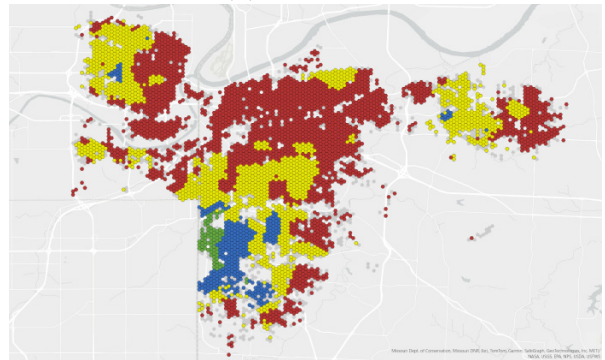 Missouri Dept. of Conservation, Missouri DNR, Esri, TomTom, Garmin, SafeGraph, GeoTechnologies, Inc, METI/
NASA, USGS, EPA, NPS, USDA, USFWS